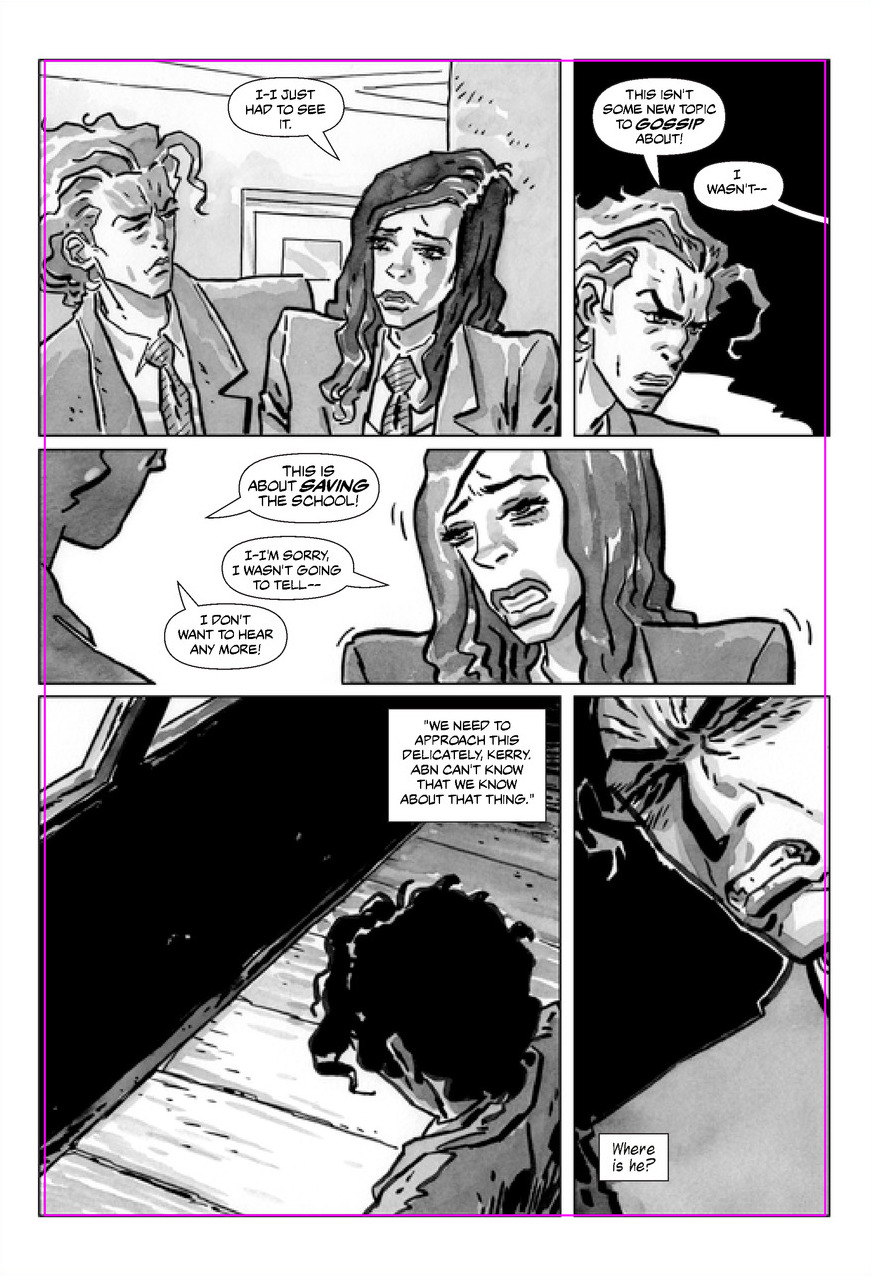 I-I JUST
HAD TO SEE
IT.
THIS ISN'T
SOME NEW TOPIC
TO GOSSIP
ABOUT!
I
WASN'T--
THIS IS
ABOUT SAVING
THE SCHOOL!
I-I'M SORRY,
I WASN'T GOING
TO TELL--
I DON'T
WANT TO HEAR
ANY MORE!
"WE NEED TO
APPROACH THIS
DELICATELY, KERRY.
ABN CAN'T KNOW
THAT WE KNOW
ABOUT THAT THING."
Where
is he?